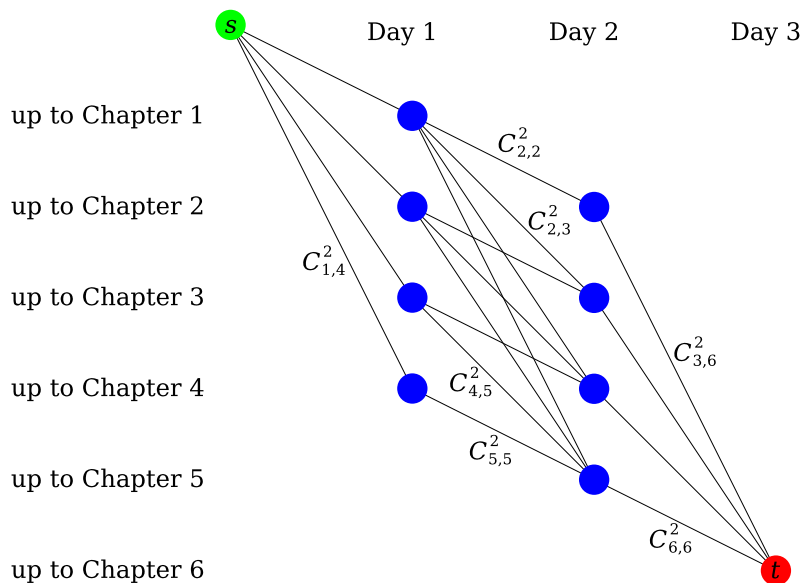 s
Day 1
Day 2
Day 3
up to Chapter 1
$C^2_{2,2}$
up to Chapter 2
$C^2_{2,3}$
$C^2_{1,4}$
up to Chapter 3
$C^2_{3,6}$
up to Chapter 4
$C^2_{4,5}$
$C^2_{5,5}$
up to Chapter 5
$C^2_{6,6}$
up to Chapter 6
t